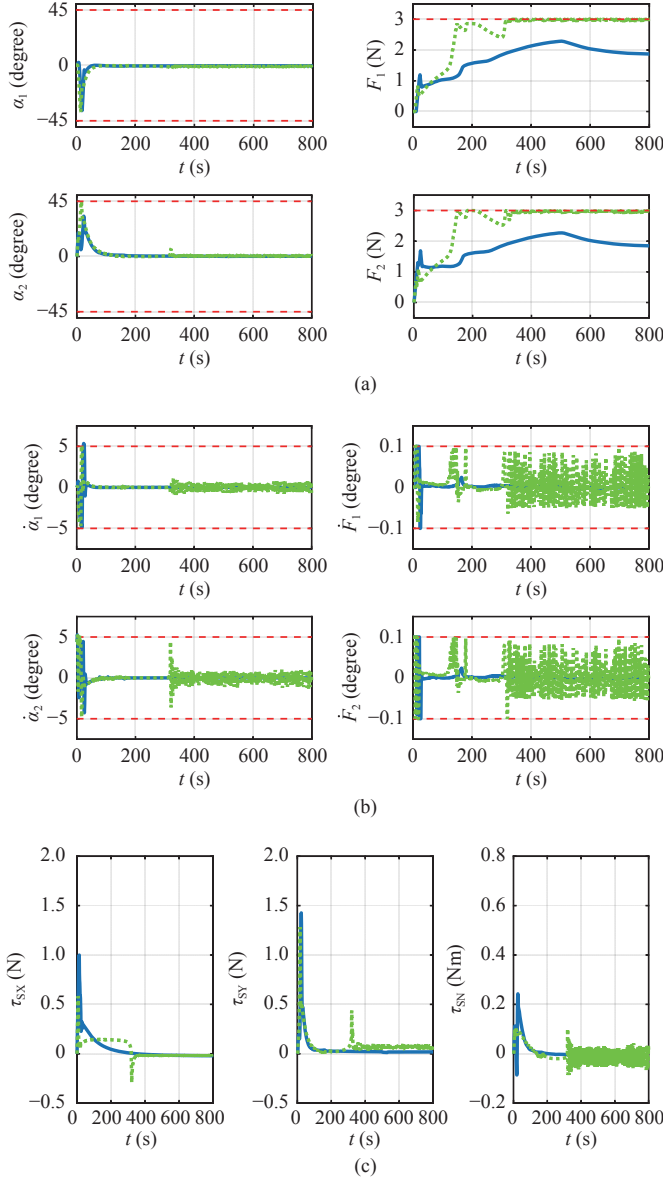 45
0
−45
α1 (degree)
0 200 400 600 800
t (s)
3
2
1
0
F1 (N)
0 200 400 600 800
t (s)
45
0
−45
α2 (degree)
0 200 400 600 800
t (s)
3
2
1
0
F2 (N)
0 200 400 600 800
t (s)
(a)
5
0
−5
α̇1 (degree)
0 200 400 600 800
t (s)
0.1
0
−0.1
Ḟ1 (degree)
0 200 400 600 800
t (s)
5
0
−5
α̇2 (degree)
0 200 400 600 800
t (s)
0.1
0
−0.1
Ḟ2 (degree)
0 200 400 600 800
t (s)
(b)
2.0
1.5
1.0
0.5
0
−0.5
τSX (N)
0 200 400 600 800
t (s)
2.0
1.5
1.0
0.5
0
−0.5
τSY (N)
0 200 400 600 800
t (s)
0.8
0.6
0.4
0.2
0
−0.2
τSN (Nm)
0 200 400 600 800
t (s)
(c)